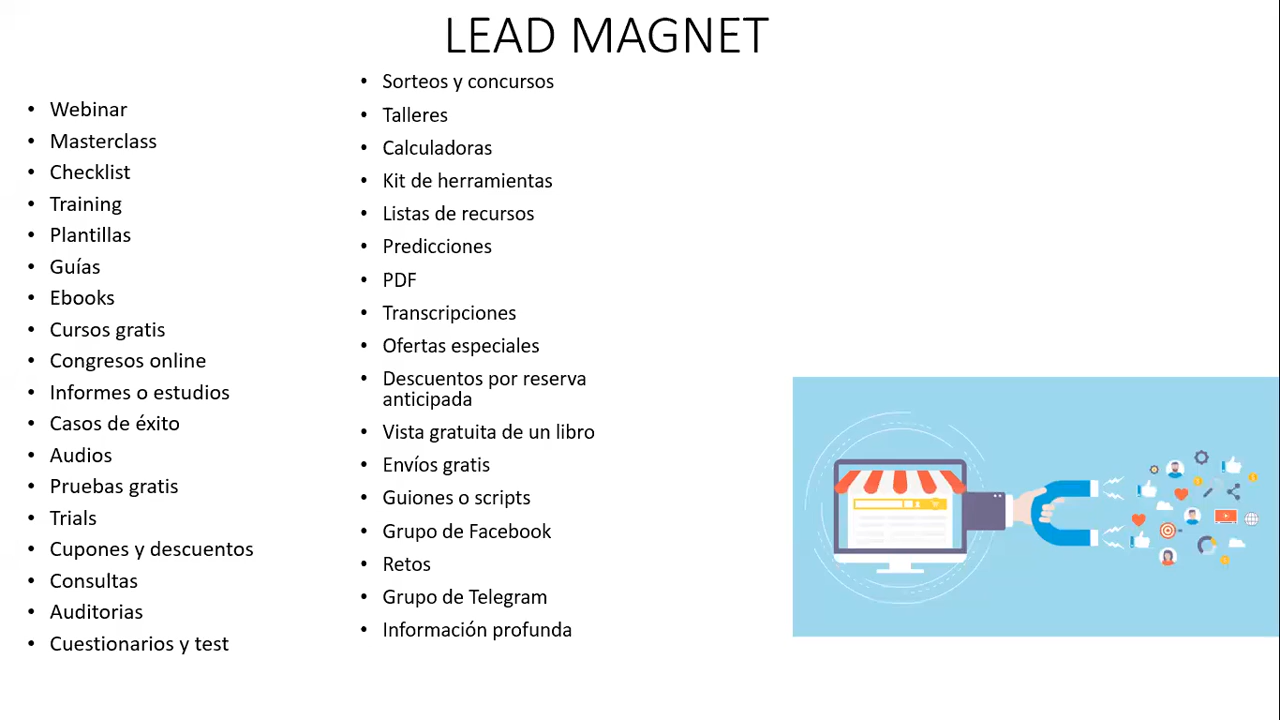 LEAD MAGNET
• Webinar
• Masterclass
• Checklist
• Training
• Plantillas
• Guías
• Ebooks
• Cursos gratis
• Congresos online
• Informes o estudios
• Casos de éxito
• Audios
• Pruebas gratis
• Trials
• Cupones y descuentos
• Consultas
• Auditorias
• Cuestionarios y test
• Sorteos y concursos
• Talleres
• Calculadoras
• Kit de herramientas
• Listas de recursos
• Predicciones
• PDF
• Transcripciones
• Ofertas especiales
• Descuentos por reserva
anticipada
• Vista gratuita de un libro
• Envíos gratis
• Guiones o scripts
• Grupo de Facebook
• Retos
• Grupo de Telegram
• Información profunda